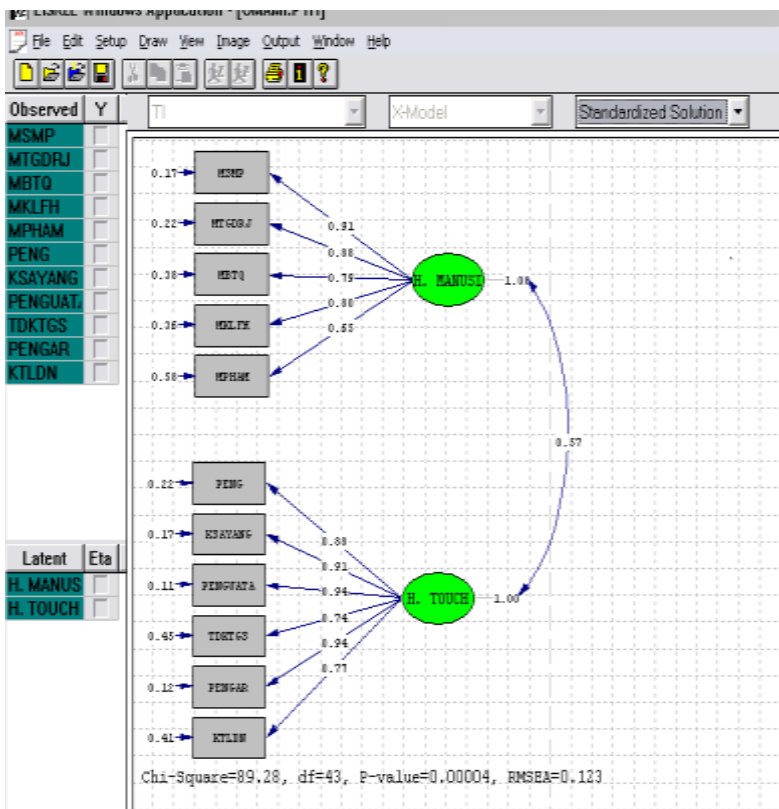 LISREL Windows Application - [OMAMI.PTH]
File Edit Setup Draw View Image Output Window Help
Observed Y
TI X-Model Standardized Solution
MSMP
MTGDRJ
MBTQ
MKLFH
MPHAM
PENG
KSAYANG
PENGUAT
TDKTGS
PENGAR
KTLDN
Latent Eta
H. MANUS
H. TOUCH
0.17 MSMP
0.22 MTGDRJ
0.38 MBTQ
0.36 MKLFH
0.58 MPHAM
0.91
0.88
0.79
0.80
0.65
H. MANUSI 1.00
0.57
0.22 PENG
0.17 KSAYANG
0.11 PENGUATA
0.45 TDKTGS
0.12 PENGAR
0.41 KTLDN
0.88
0.91
0.94
0.74
0.94
0.77
H. TOUCH 1.00
Chi-Square=89.28, df=43, P-value=0.00004, RMSEA=0.123